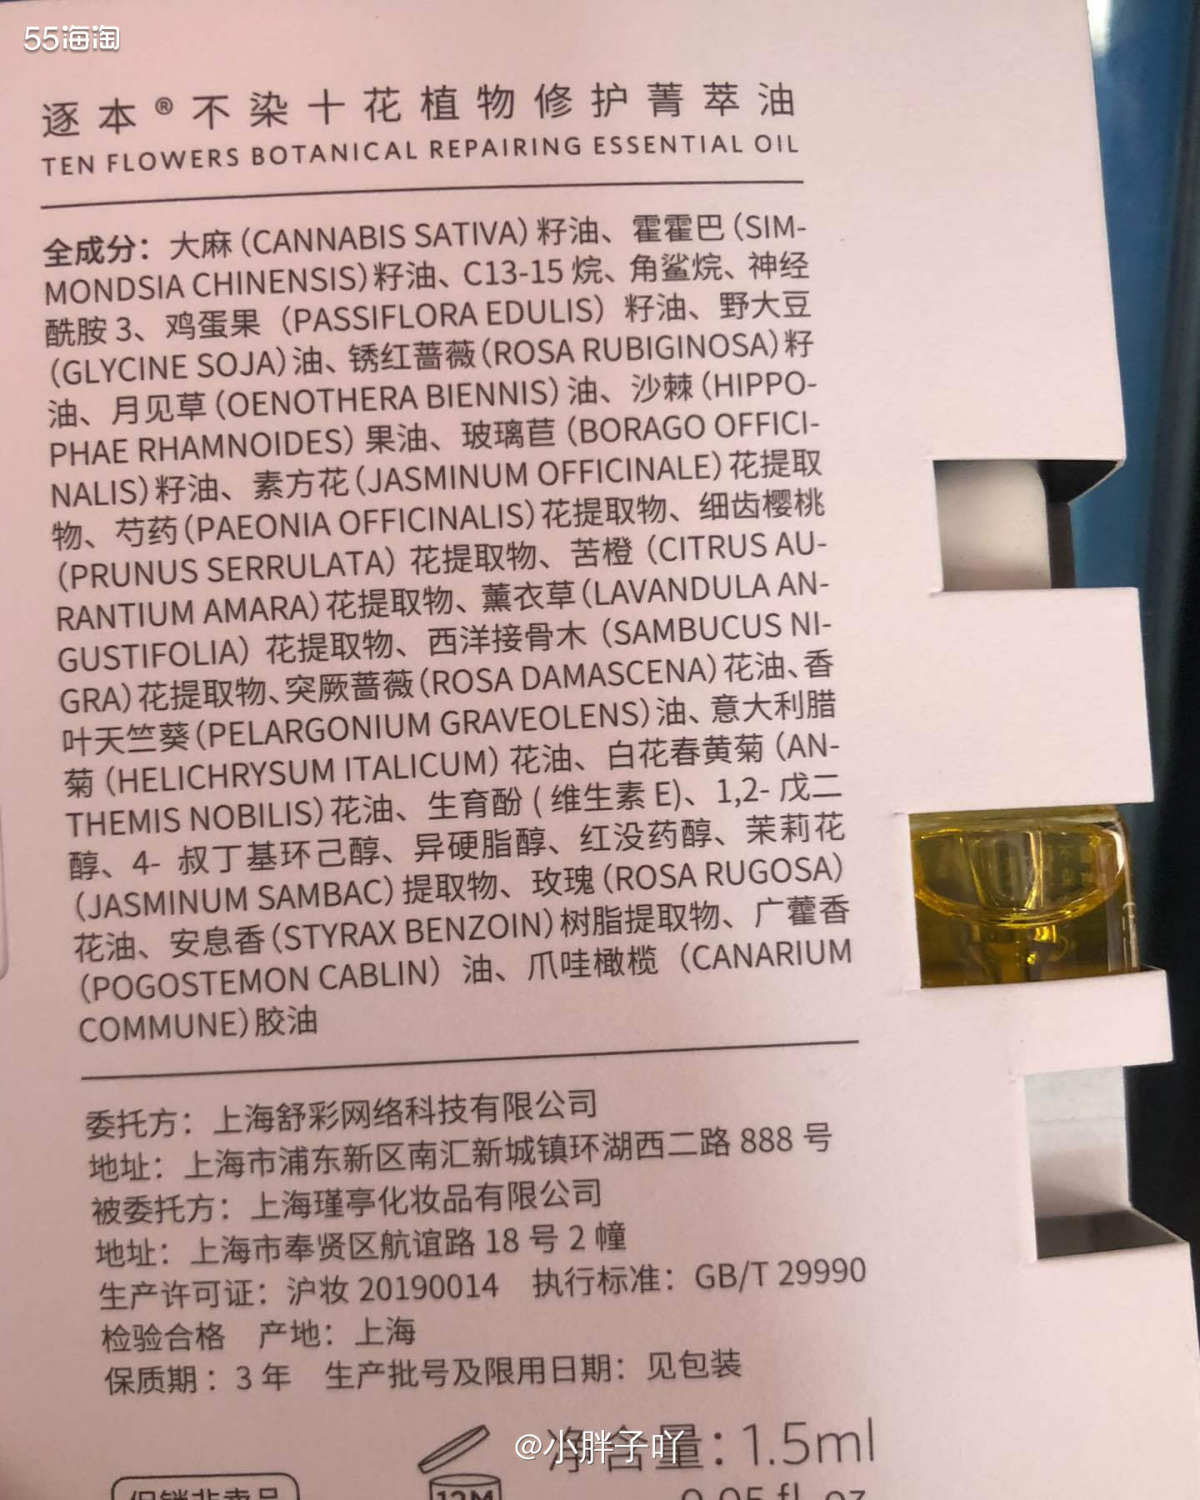 55海淘
逐本®不染十花植物修护菁萃油
TEN FLOWERS BOTANICAL REPAIRING ESSENTIAL OIL
全成分：大麻（CANNABIS SATIVA）籽油、霍霍巴（SIM-
MONDSIA CHINENSIS）籽油、C13-15 烷、角鲨烷、神经
酰胺 3、鸡蛋果（PASSIFLORA EDULIS）籽油、野大豆
（GLYCINE SOJA）油、锈红蔷薇（ROSA RUBIGINOSA）籽
油、月见草（OENOTHERA BIENNIS）油、沙棘（HIPPO-
PHAE RHAMNOIDES）果油、玻璃苣（BORAGO OFFICI-
NALIS）籽油、素方花（JASMINUM OFFICINALE）花提取
物、芍药（PAEONIA OFFICINALIS）花提取物、细齿樱桃
（PRUNUS SERRULATA）花提取物、苦橙（CITRUS AU-
RANTIUM AMARA）花提取物、薰衣草（LAVANDULA AN-
GUSTIFOLIA）花提取物、西洋接骨木（SAMBUCUS NI-
GRA）花提取物、突厥蔷薇（ROSA DAMASCENA）花油、香
叶天竺葵（PELARGONIUM GRAVEOLENS）油、意大利腊
菊（HELICHRYSUM ITALICUM）花油、白花春黄菊（AN-
THEMIS NOBILIS）花油、生育酚 ( 维生素 E)、1,2- 戊二
醇、4- 叔丁基环己醇、异硬脂醇、红没药醇、茉莉花
（JASMINUM SAMBAC）提取物、玫瑰（ROSA RUGOSA）
花油、安息香（STYRAX BENZOIN）树脂提取物、广藿香
（POGOSTEMON CABLIN）油、爪哇橄榄（CANARIUM
COMMUNE）胶油
委托方：上海舒彩网络科技有限公司
地址：上海市浦东新区南汇新城镇环湖西二路 888 号
被委托方：上海瑾亭化妆品有限公司
地址：上海市奉贤区航谊路 18 号 2 幢
生产许可证：沪妆 20190014 执行标准：GB/T 29990
检验合格 产地：上海
保质期：3 年 生产批号及限用日期：见包装
净含量：1.5ml
@小胖子吖
12M
0.05 fl. oz
促销非卖品